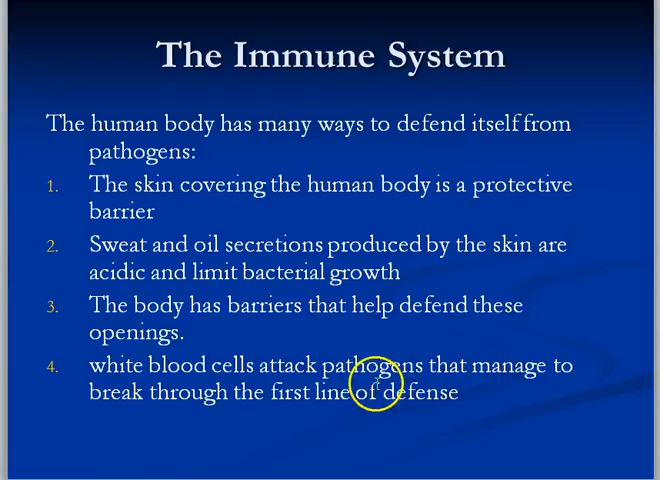 The Immune System
The human body has many ways to defend itself from
pathogens:
1. The skin covering the human body is a protective
barrier
2. Sweat and oil secretions produced by the skin are
acidic and limit bacterial growth
3. The body has barriers that help defend these
openings.
4. white blood cells attack pathogens that manage to
break through the first line of defense